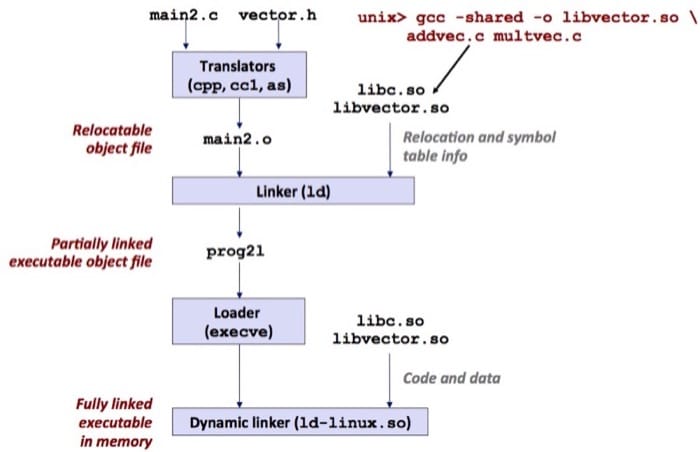 main2.c vector.h
unix> gcc -shared -o libvector.so \
addvec.c multvec.c
Translators
(cpp, cc1, as)
libc.so
libvector.so
Relocatable
object file
main2.o
Relocation and symbol
table info
Linker (ld)
Partially linked
executable object file
prog2l
Loader
(execve)
libc.so
libvector.so
Code and data
Fully linked
executable
in memory
Dynamic linker (ld-linux.so)